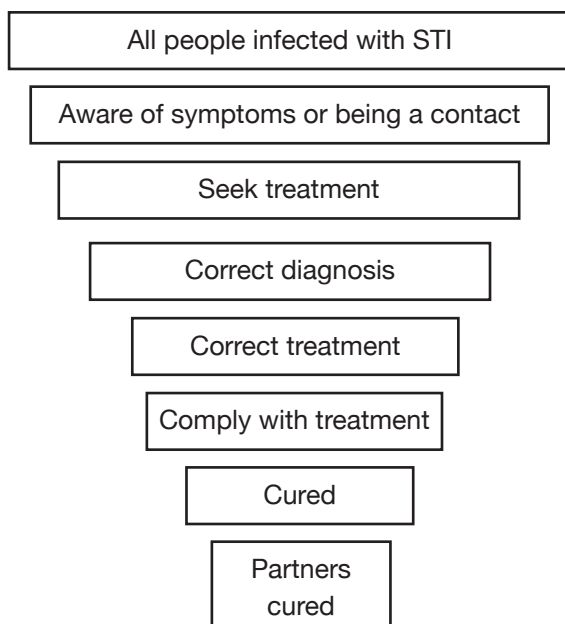 All people infected with STI
Aware of symptoms or being a contact
Seek treatment
Correct diagnosis
Correct treatment
Comply with treatment
Cured
Partners
cured